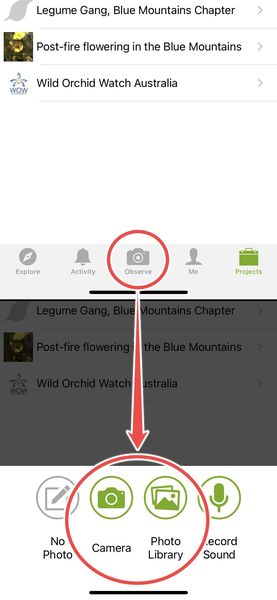 Legume Gang, Blue Mountains Chapter
Post-fire flowering in the Blue Mountains
Wild Orchid Watch Australia
WOW
Explore
Activity
Observe
Me
Projects
Legume Gang, Blue Mountains Chapter
Post-fire flowering in the Blue Mountains
Wild Orchid Watch Australia
WOW
No Photo
Camera
Photo Library
Record Sound